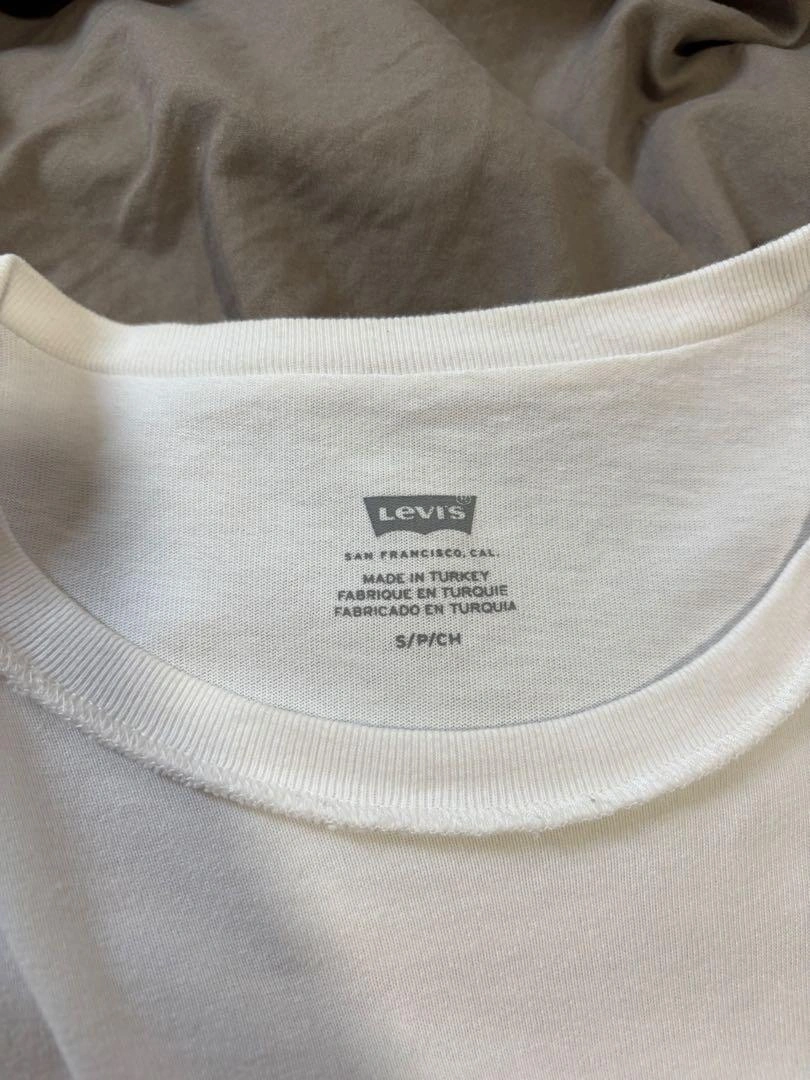 Levi's ®
SAN FRANCISCO, CAL.
MADE IN TURKEY
FABRIQUE EN TURQUIE
FABRICADO EN TURQUIA
S/P/CH